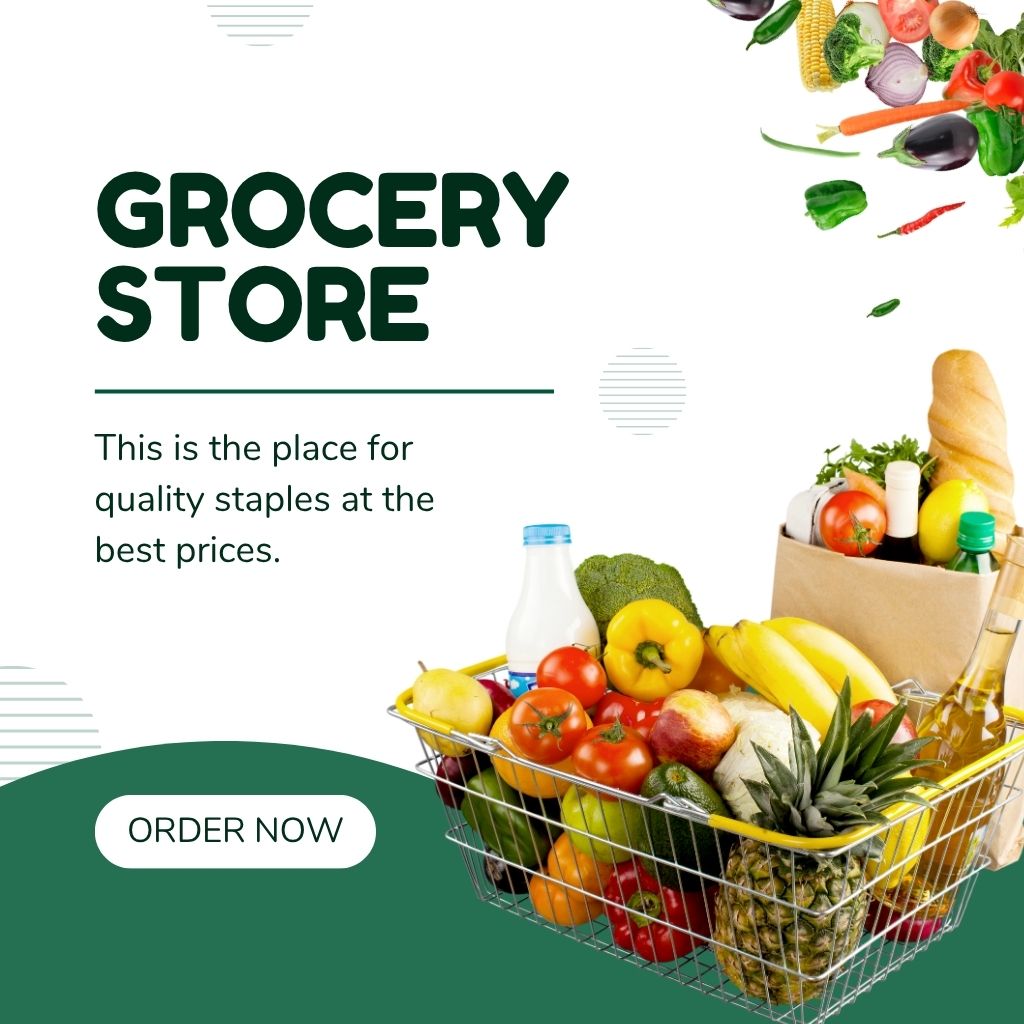 GROCERY
STORE
This is the place for
quality staples at the
best prices.
ORDER NOW